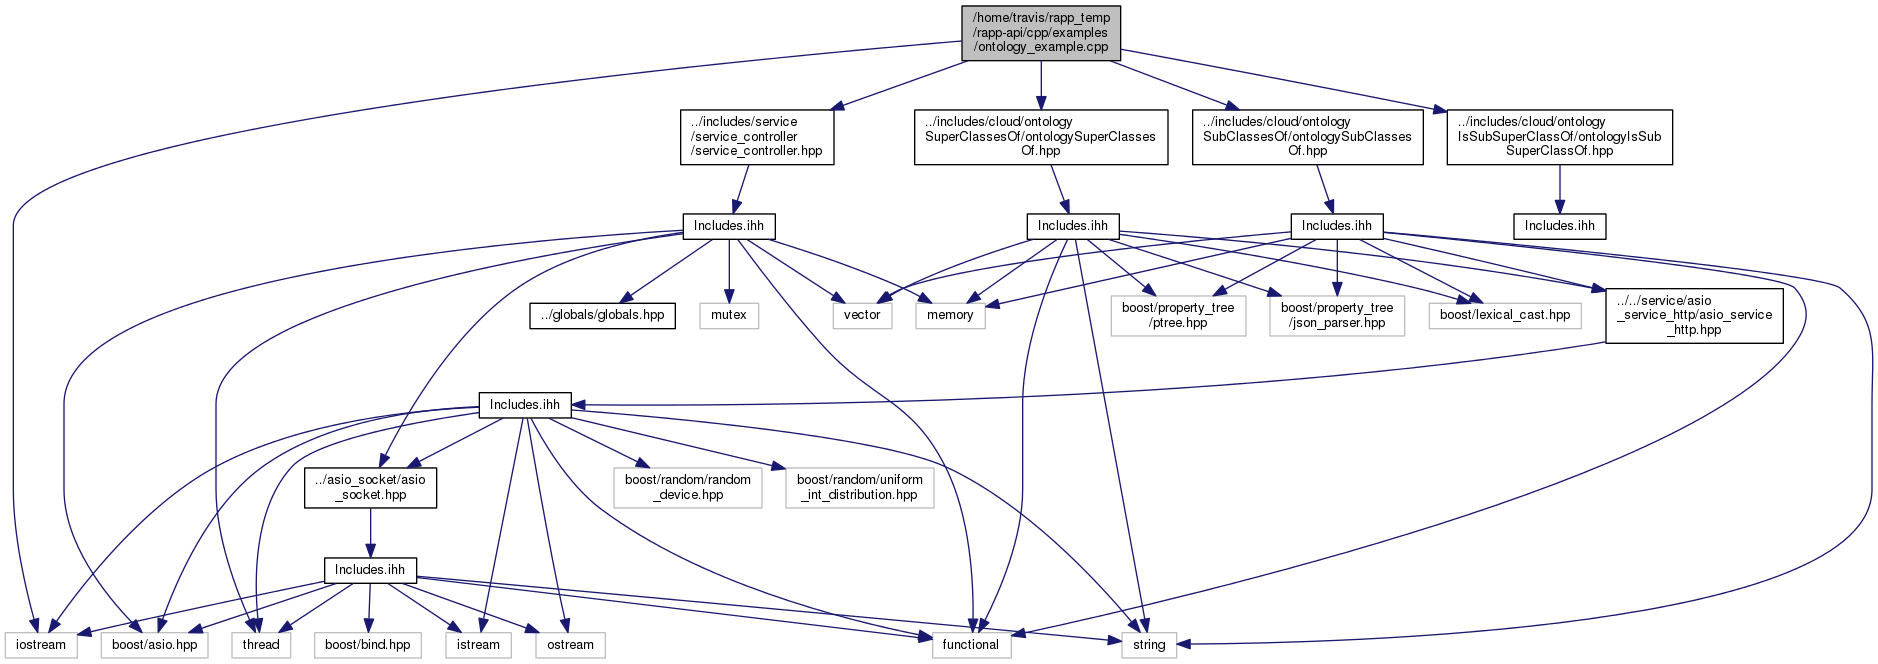 /home/travis/rapp_temp
/rapp-api/cpp/examples
/ontology_example.cpp
../includes/service
/service_controller
/service_controller.hpp
../includes/cloud/ontology
SuperClassesOf/ontologySuperClasses
Of.hpp
../includes/cloud/ontology
SubClassesOf/ontologySubClasses
Of.hpp
../includes/cloud/ontology
IsSubSuperClassOf/ontologyIsSub
SuperClassOf.hpp
Includes.ihh
Includes.ihh
Includes.ihh
Includes.ihh
../globals/globals.hpp
mutex
vector
memory
boost/property_tree
/ptree.hpp
boost/property_tree
/json_parser.hpp
boost/lexical_cast.hpp
../../service/asio
_service_http/asio_service
_http.hpp
Includes.ihh
../asio_socket/asio
_socket.hpp
boost/random/random
_device.hpp
boost/random/uniform
_int_distribution.hpp
Includes.ihh
iostream
boost/asio.hpp
thread
boost/bind.hpp
istream
ostream
functional
string